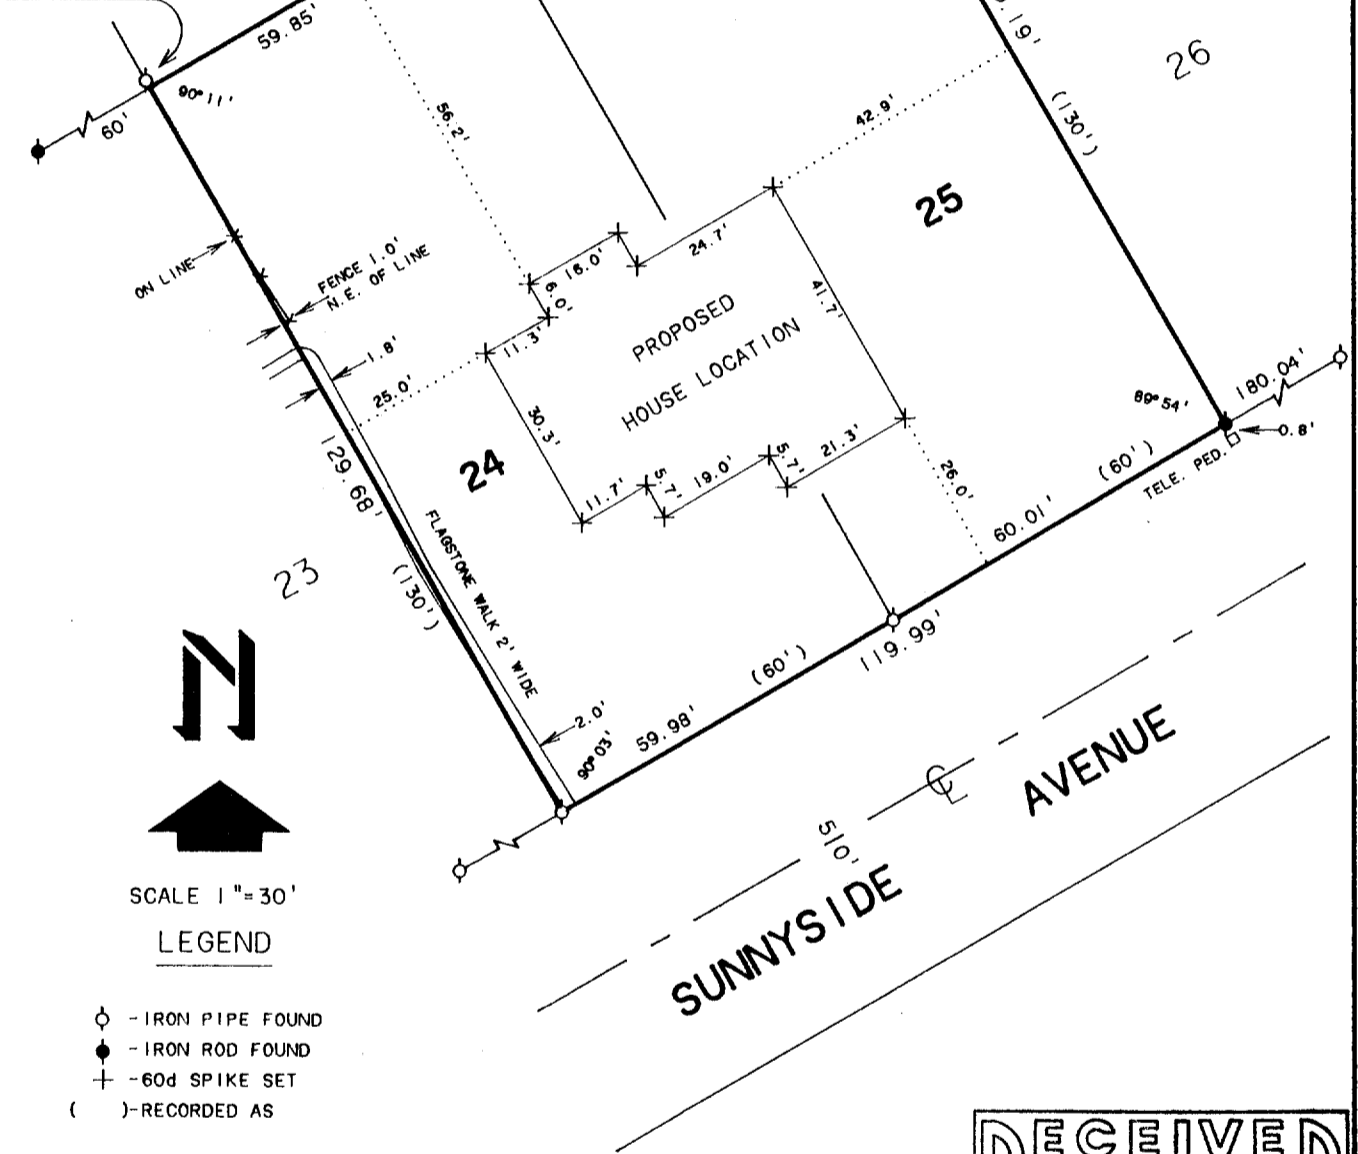 59.85'
90°11'
60'
56.2'
.19'
(130')
26
42.9'
25
ON LINE
FENCE 1.0'
N.E. OF LINE
16.0'
6.0'
24.7'
11.3'
41.7'
PROPOSED
HOUSE LOCATION
1.8'
25.0'
30.3'
24
11.7'
5.7'
19.0'
5.7'
21.3'
26.0'
89°54'
180.04'
0.8'
TELE. PED.
(60')
60.01'
129.68'
(130')
FLAGSTONE WALK 2' WIDE
23
2.0'
90°03'
59.98'
(60')
119.99'
N
SCALE 1"=30'
LEGEND
-IRON PIPE FOUND
-IRON ROD FOUND
-60d SPIKE SET
( )-RECORDED AS
CL
SUNNYSIDE AVENUE